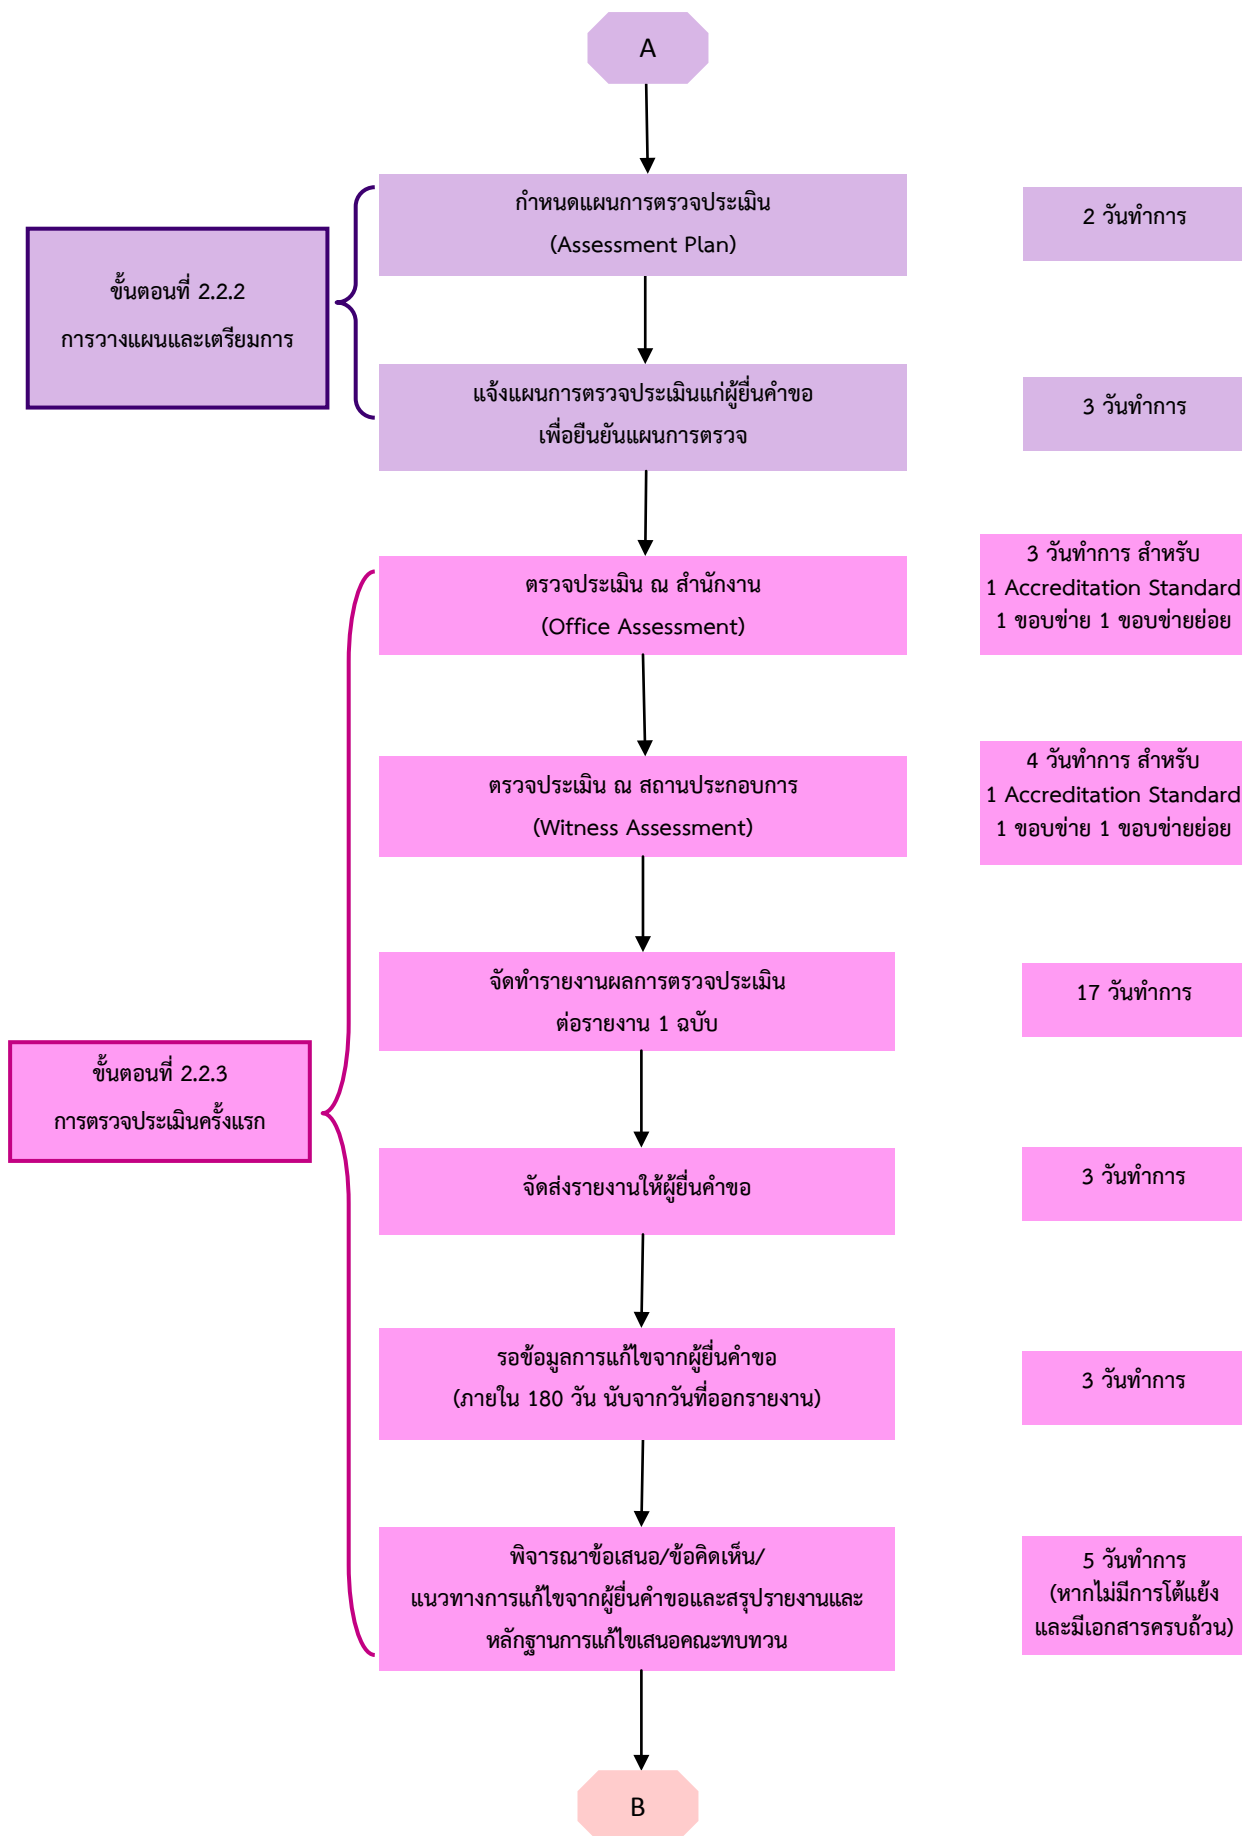 A
กำหนดแผนการตรวจประเมิน
(Assessment Plan)
2 วันทำการ
ขั้นตอนที่ 2.2.2
การวางแผนและเตรียมการ
แจ้งแผนการตรวจประเมินแก่ผู้ยื่นคำขอ
เพื่อยืนยันแผนการตรวจ
3 วันทำการ
ตรวจประเมิน ณ สำนักงาน
(Office Assessment)
3 วันทำการ สำหรับ
1 Accreditation Standard
1 ขอบข่าย 1 ขอบข่ายย่อย
ตรวจประเมิน ณ สถานประกอบการ
(Witness Assessment)
4 วันทำการ สำหรับ
1 Accreditation Standard
1 ขอบข่าย 1 ขอบข่ายย่อย
จัดทำรายงานผลการตรวจประเมิน
ต่อรายงาน 1 ฉบับ
17 วันทำการ
ขั้นตอนที่ 2.2.3
การตรวจประเมินครั้งแรก
จัดส่งรายงานให้ผู้ยื่นคำขอ
3 วันทำการ
รอข้อมูลการแก้ไขจากผู้ยื่นคำขอ
(ภายใน 180 วัน นับจากวันที่ออกรายงาน)
3 วันทำการ
พิจารณาข้อเสนอ/ข้อคิดเห็น/
แนวทางการแก้ไขจากผู้ยื่นคำขอและสรุปรายงานและ
หลักฐานการแก้ไขเสนอคณะทบทวน
5 วันทำการ
(หากไม่มีการโต้แย้ง
และมีเอกสารครบถ้วน)
B